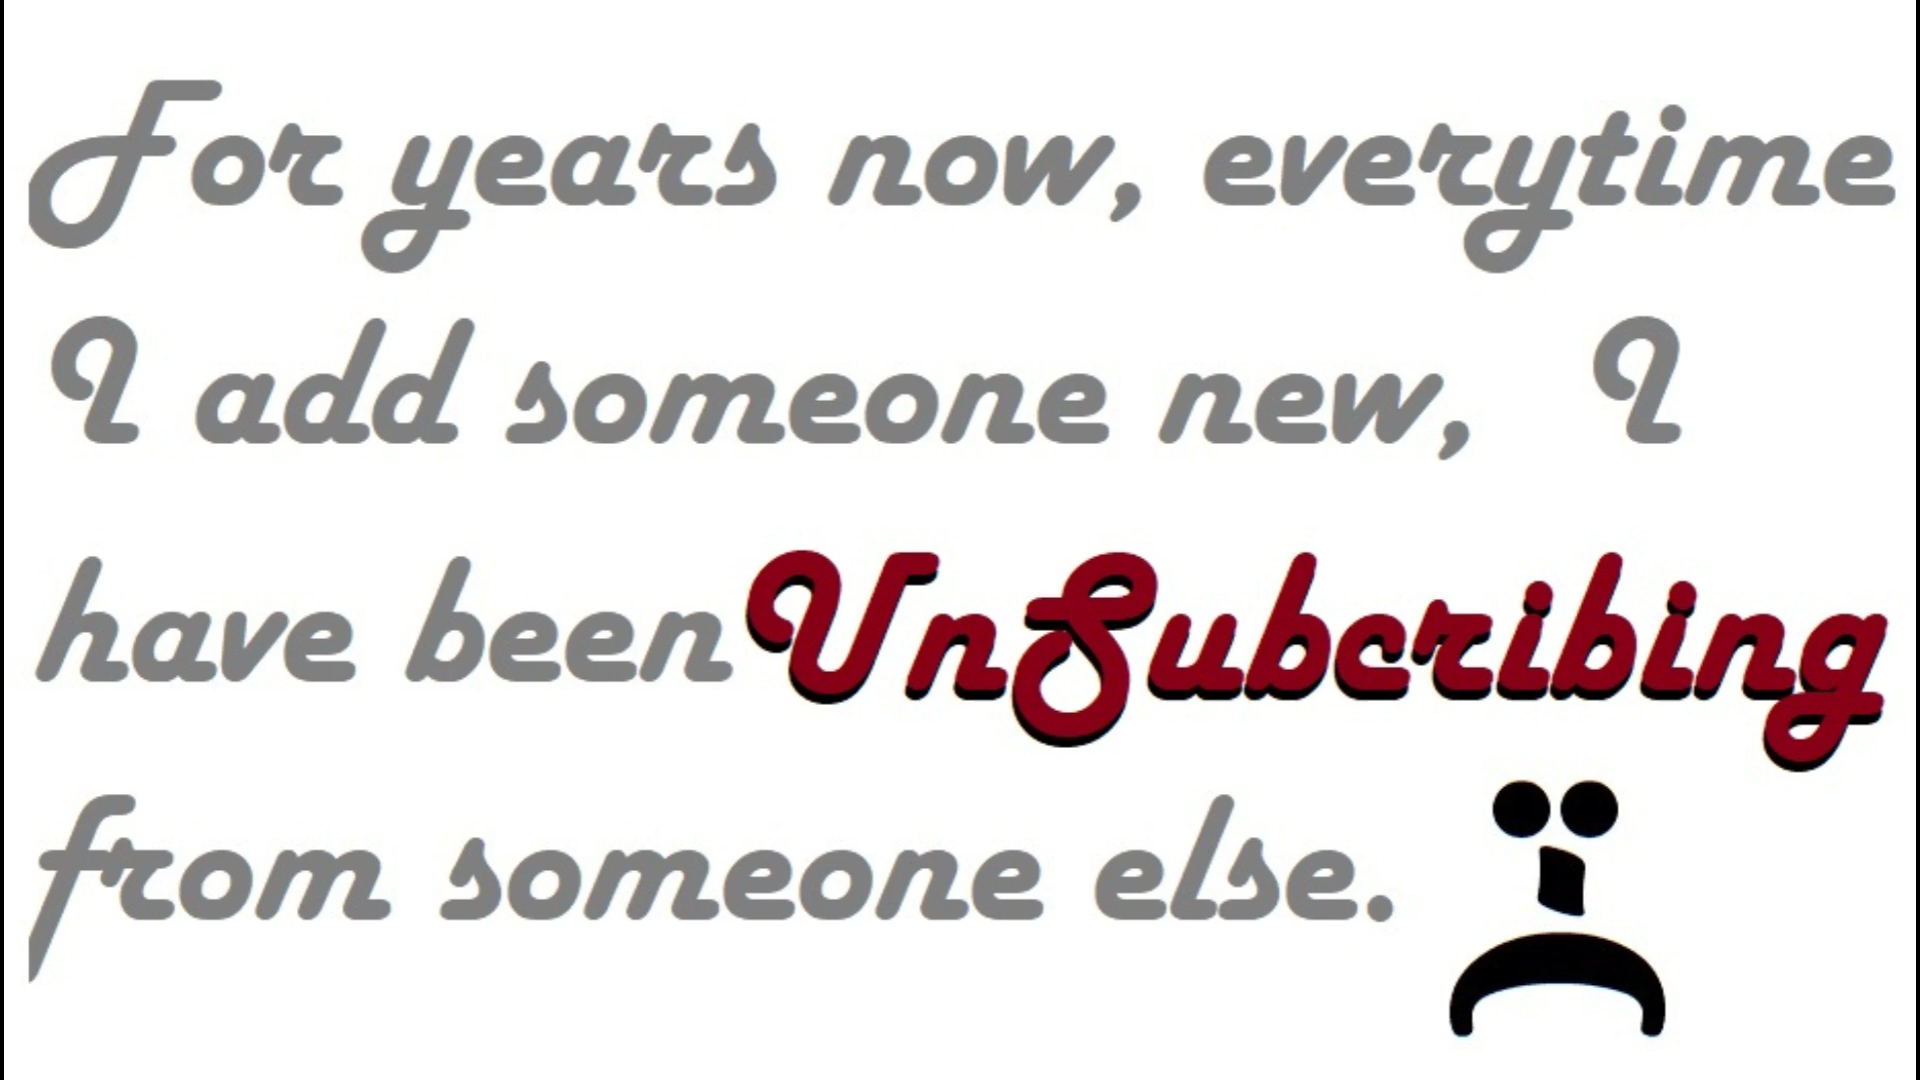 For years now, everytime
I add someone new, I
have been UnSubcribing
from someone else.